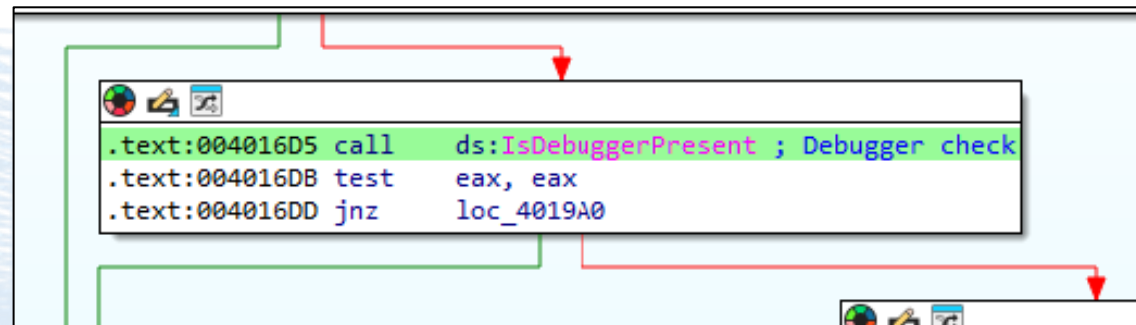 .text:004016D5 call ds:IsDebuggerPresent ; Debugger check
.text:004016DB test eax, eax
.text:004016DD jnz loc_4019A0